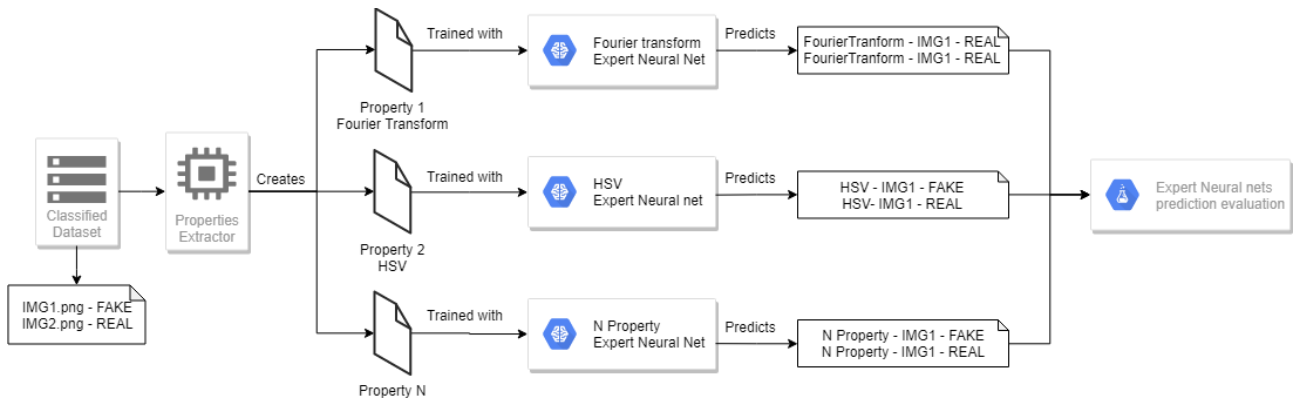 Classified
Dataset
IMG1.png - FAKE
IMG2.png - REAL
Properties
Extractor
Creates
Property 1
Fourier Transform
Trained with
Fourier transform
Expert Neural Net
Predicts
FourierTranform - IMG1 - REAL
FourierTranform - IMG1 - REAL
Property 2
HSV
Trained with
HSV
Expert Neural net
Predicts
HSV - IMG1 - FAKE
HSV- IMG1 - REAL
Property N
Trained with
N Property
Expert Neural Net
Predicts
N Property - IMG1 - FAKE
N Property - IMG1 - REAL
Expert Neural nets
prediction evaluation